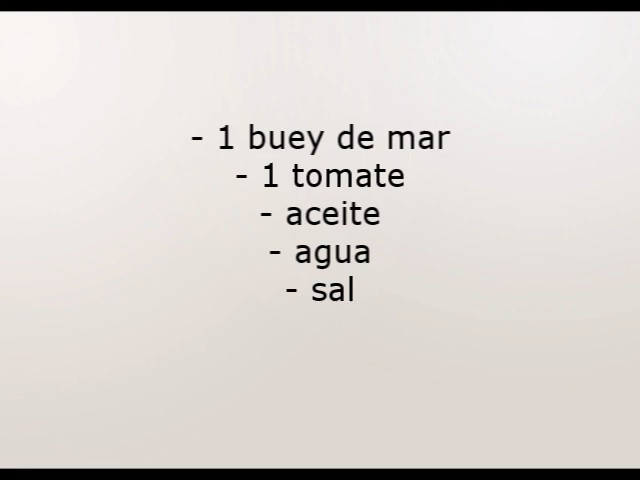 - 1 buey de mar
- 1 tomate
- aceite
- agua
- sal